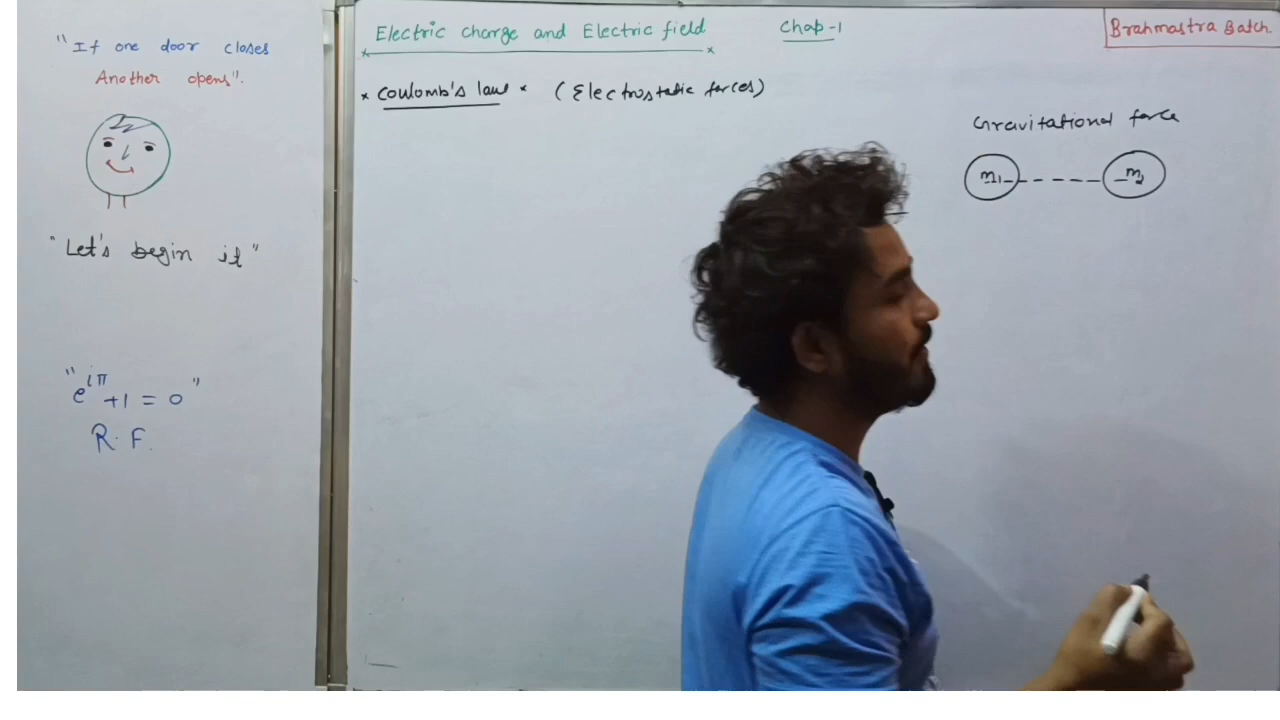 "If one door closes
Another opens".
"Let's begin it"
"e^{iπ} +1 = 0"
R. F.
Electric charge and Electric field
Chap-1
Brahmastra Batch
* Coulomb's law * (Electrostatic forces)
Gravitational force
m₁ m₂